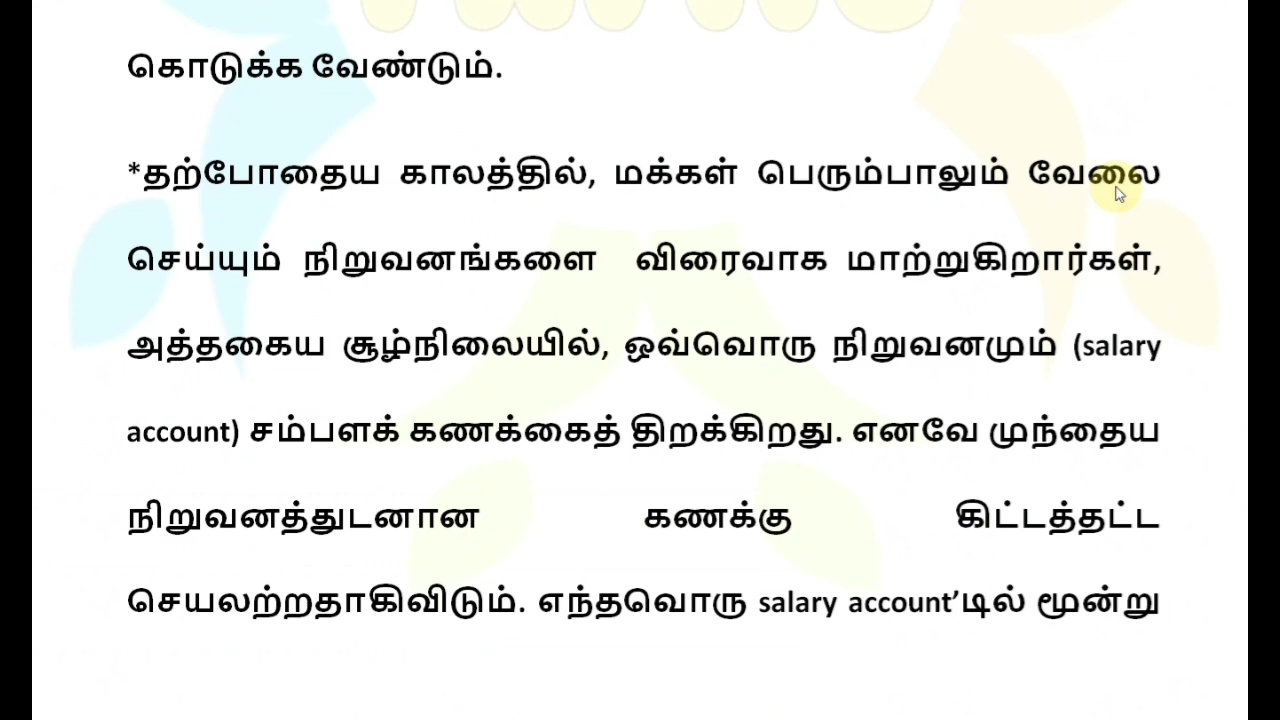 கொடுக்க வேண்டும்.
*தற்போதைய காலத்தில், மக்கள் பெரும்பாலும் வேலை
செய்யும் நிறுவனங்களை விரைவாக மாற்றுகிறார்கள்,
அத்தகைய சூழ்நிலையில், ஒவ்வொரு நிறுவனமும் (salary
account) சம்பளக் கணக்கைத் திறக்கிறது. எனவே முந்தைய
நிறுவனத்துடனான கணக்கு கிட்டத்தட்ட
செயலற்றதாகிவிடும். எந்தவொரு salary account’டில் மூன்று